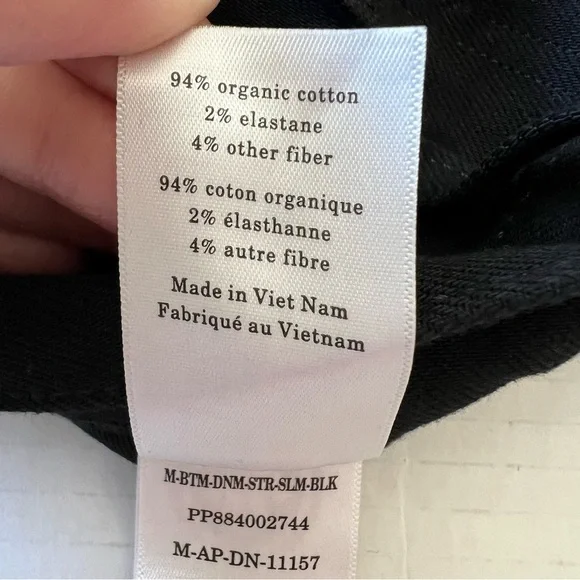 94% organic cotton
2% elastane
4% other fiber
94% coton organique
2% élasthanne
4% autre fibre
Made in Viet Nam
Fabriqué au Vietnam
M-BTM-DNM-STR-SLM-BLK
PP884002744
M-AP-DN-11157